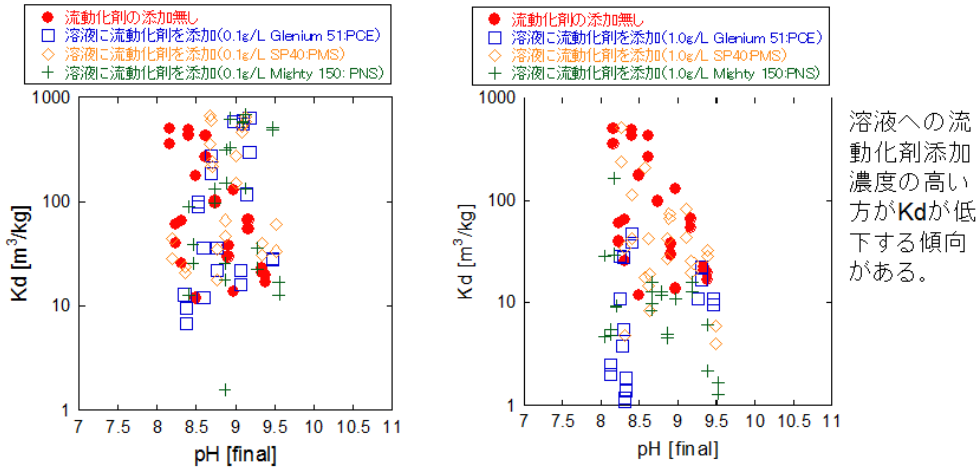 流動化剤の添加無し
溶液に流動化剤を添加(0.1g/L Glenium 51:PCE)
溶液に流動化剤を添加(0.1g/L SP40:PMS)
溶液に流動化剤を添加(0.1g/L Mighty 150: PNS)
1000
100
10
1
Kd [m³/kg]
7 7.5 8 8.5 9 9.5 10 10.5 11
pH [final]
流動化剤の添加無し
溶液に流動化剤を添加(1.0g/L Glenium 51:PCE)
溶液に流動化剤を添加(1.0g/L SP40:PMS)
溶液に流動化剤を添加(1.0g/L Mighty 150:PNS)
1000
100
10
1
Kd [m³/kg]
7 7.5 8 8.5 9 9.5 10 10.5 11
pH [final]
溶液への流
動化剤添加
濃度の高い
方がKdが低
下する傾向
がある。